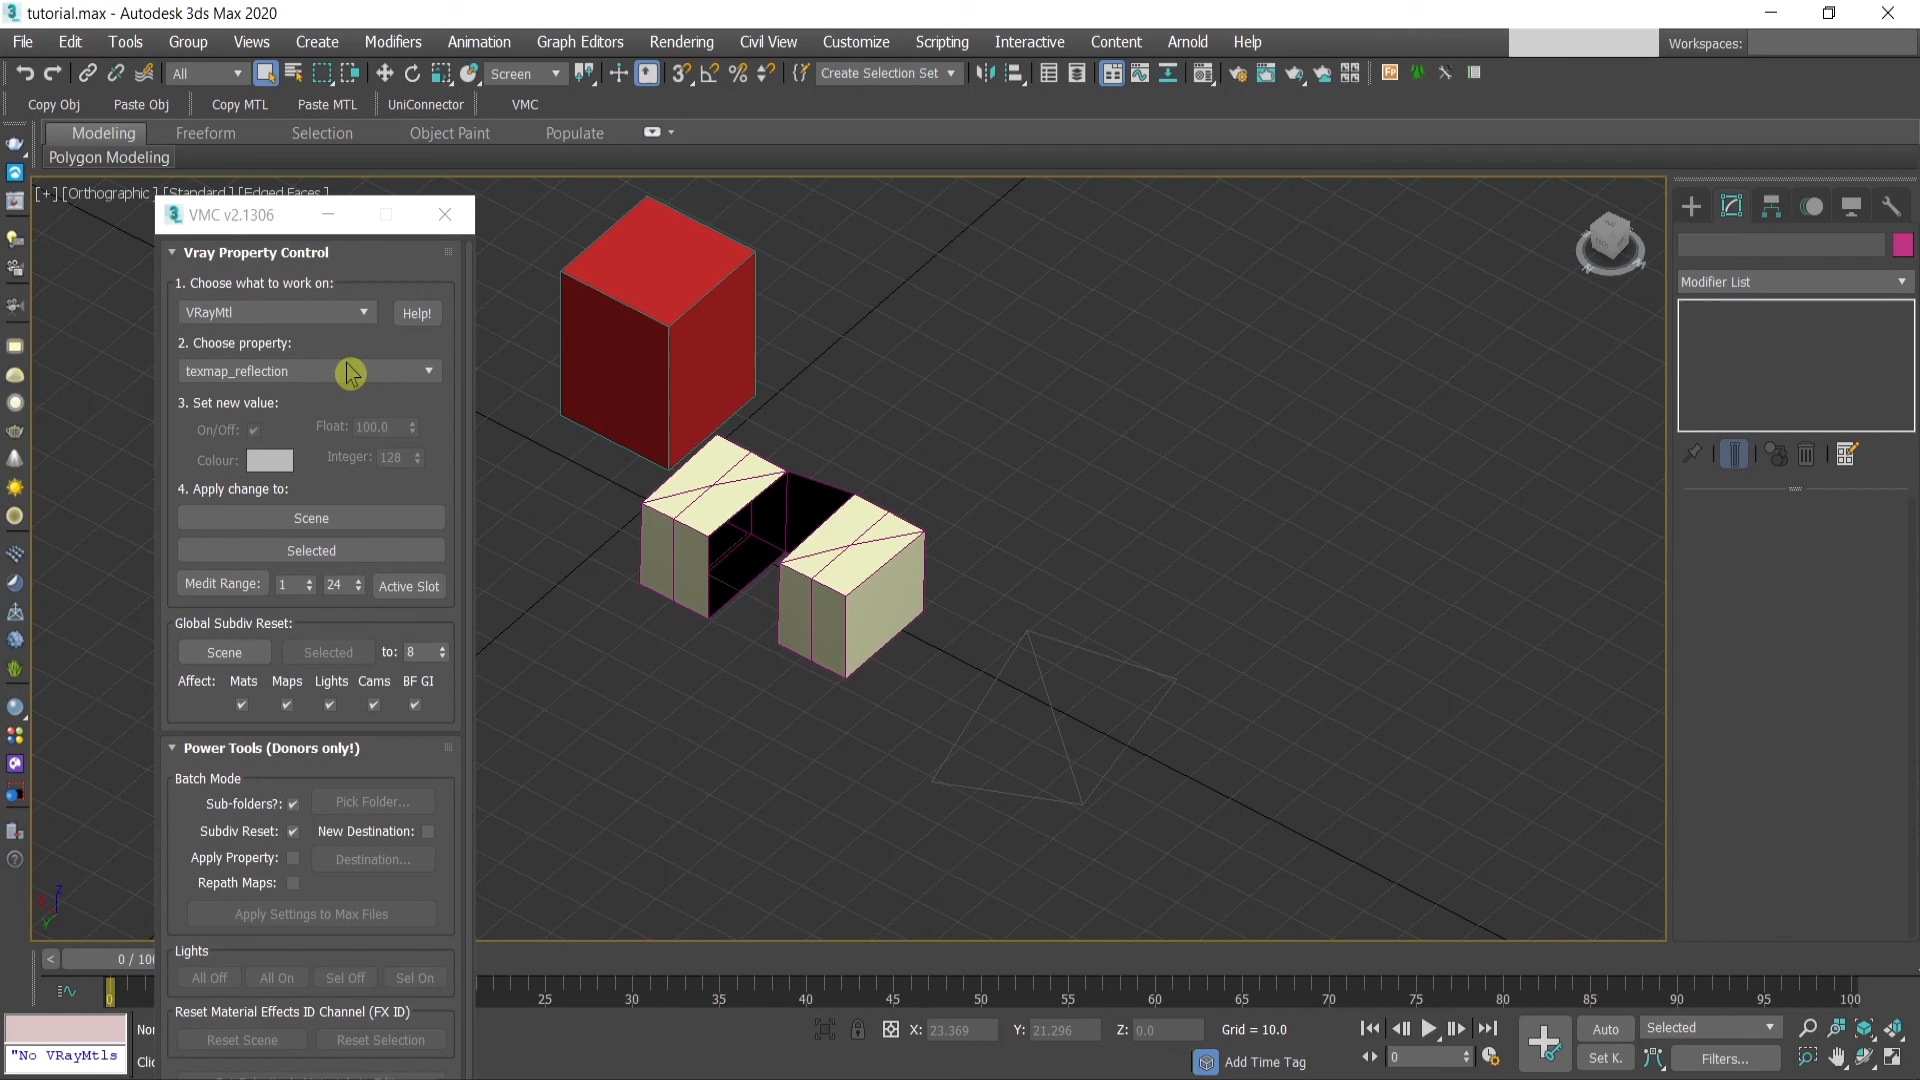 tutorial.max - Autodesk 3ds Max 2020
File Edit Tools Group Views Create Modifiers Animation Graph Editors Rendering Civil View Customize Scripting Interactive Content Arnold Help
Workspaces:
All Screen Create Selection Set
Copy Obj Paste Obj Copy MTL Paste MTL UniConnector VMC
Modeling Freeform Selection Object Paint Populate
Polygon Modeling
[+] [Orthographic ] [Standard ] [Edged Faces ]
VMC v2.1306
Vray Property Control
1. Choose what to work on:
VRayMtl Help!
2. Choose property:
texmap_reflection
3. Set new value:
On/Off: Float: 100.0
Colour: Integer: 128
4. Apply change to:
Scene
Selected
Medit Range: 1 24 Active Slot
Global Subdiv Reset:
Scene Selected to: 8
Affect: Mats Maps Lights Cams BF GI
Power Tools (Donors only!)
Batch Mode
Sub-folders?: Pick Folder...
Subdiv Reset: New Destination:
Apply Property: Destination...
Repath Maps:
Apply Settings to Max Files
Lights
All Off All On Sel Off Sel On
Reset Material Effects ID Channel (FX ID)
Reset Scene Reset Selection
Modifier List
< 0 / 100
0 25 30 35 40 45 50 55 60 65 70 75 80 85 90 95 100
"No VRayMtls
X: 23.369 Y: 21.296 Z: 0.0 Grid = 10.0
Add Time Tag
0
Auto Selected
Set K. Filters...